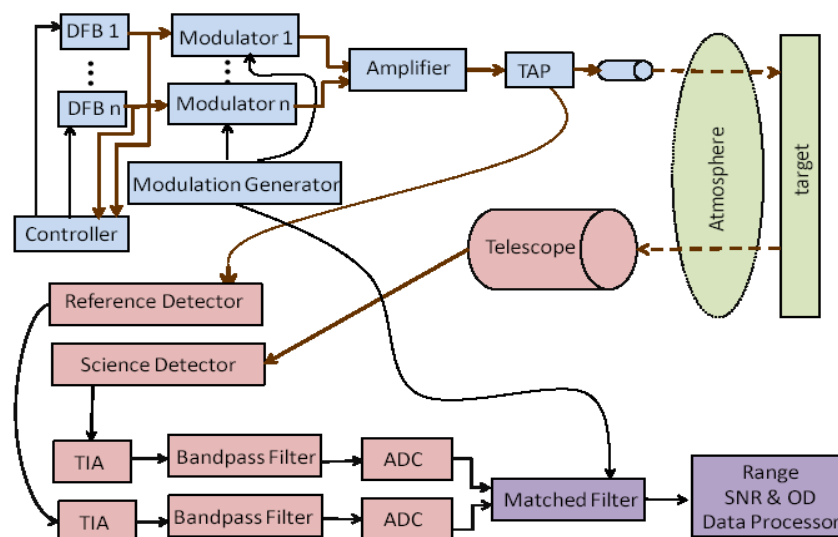 DFB 1
Modulator 1
Amplifier
TAP
DFB n
Modulator n
Modulation Generator
Controller
Atmosphere
target
Telescope
Reference Detector
Science Detector
TIA
Bandpass Filter
ADC
TIA
Bandpass Filter
ADC
Matched Filter
Range
SNR & OD
Data Processor